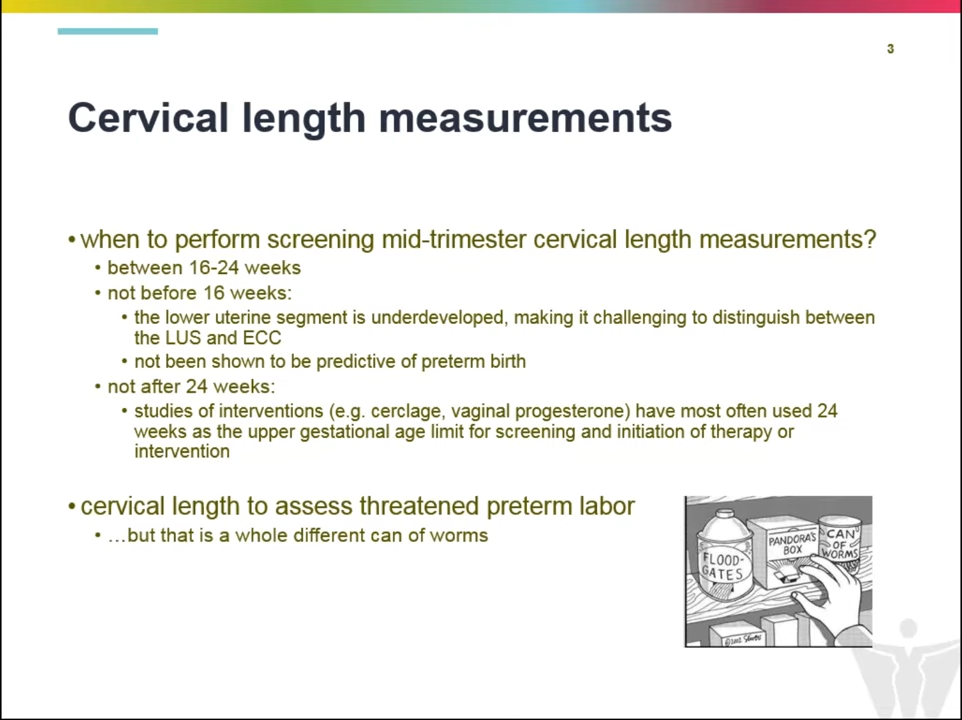 3
Cervical length measurements
• when to perform screening mid-trimester cervical length measurements?
• between 16-24 weeks
• not before 16 weeks:
• the lower uterine segment is underdeveloped, making it challenging to distinguish between
the LUS and ECC
• not been shown to be predictive of preterm birth
• not after 24 weeks:
• studies of interventions (e.g. cerclage, vaginal progesterone) have most often used 24
weeks as the upper gestational age limit for screening and initiation of therapy or
intervention
• cervical length to assess threatened preterm labor
• …but that is a whole different can of worms
FLOOD-
GATES
PANDORA'S
BOX
CAN
OF
WORMS